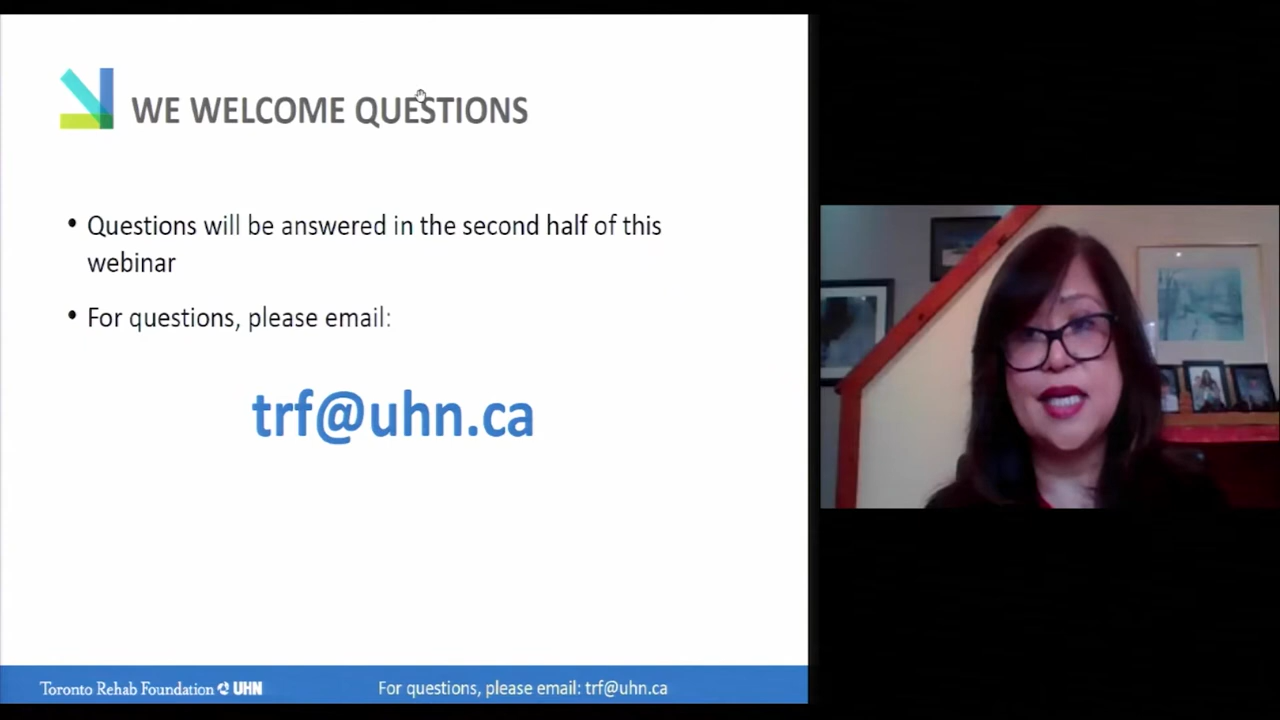 WE WELCOME QUESTIONS
• Questions will be answered in the second half of this
webinar
• For questions, please email:
trf@uhn.ca
Toronto Rehab Foundation UHN
For questions, please email: trf@uhn.ca